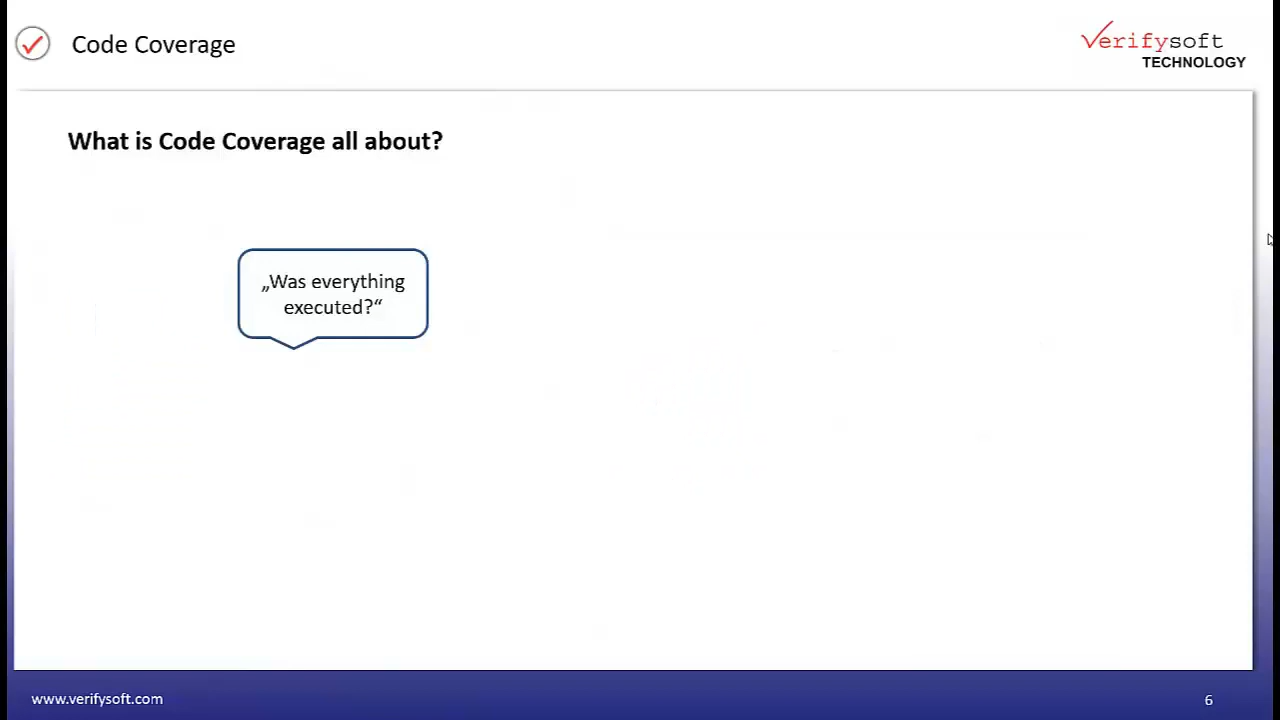 Code Coverage
Verifysoft
TECHNOLOGY
What is Code Coverage all about?
„Was everything
executed?“
www.verifysoft.com
6